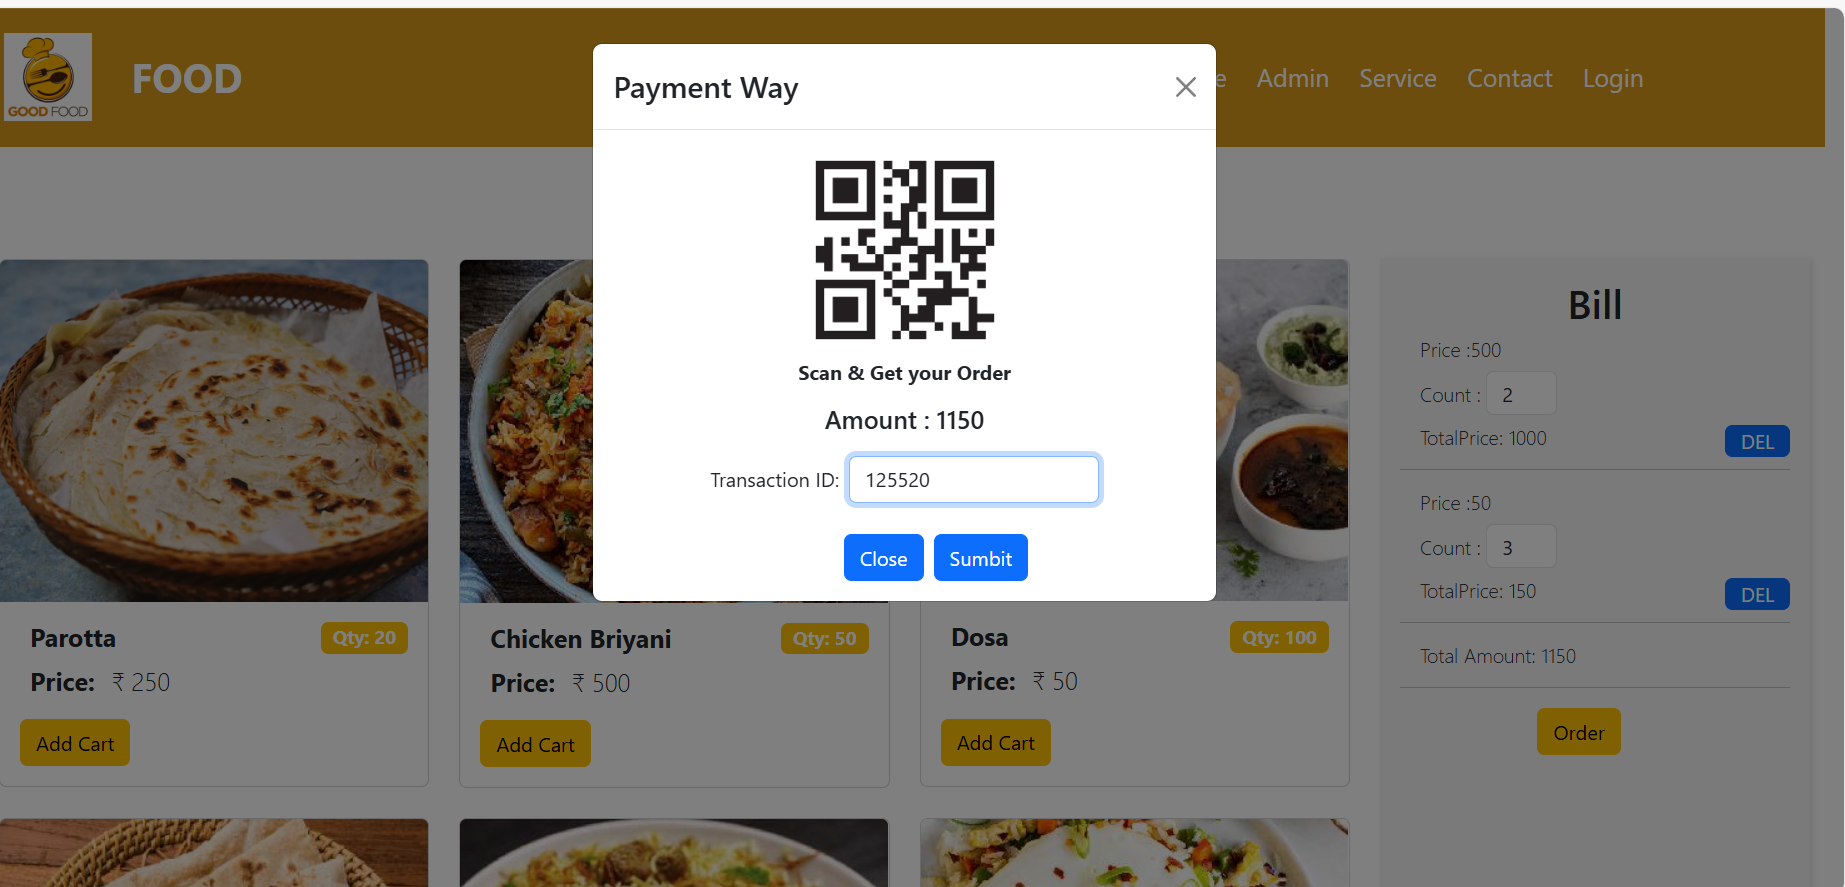 GOOD FOOD
FOOD
Admin
Service
Contact
Login
Payment Way
Scan & Get your Order
Amount : 1150
Transaction ID: 125520
Close
Sumbit
Parotta
Qty: 20
Price: ₹ 250
Add Cart
Chicken Briyani
Qty: 50
Price: ₹ 500
Add Cart
Dosa
Qty: 100
Price: ₹ 50
Add Cart
Bill
Price :500
Count : 2
TotalPrice: 1000
DEL
Price :50
Count : 3
TotalPrice: 150
DEL
Total Amount: 1150
Order